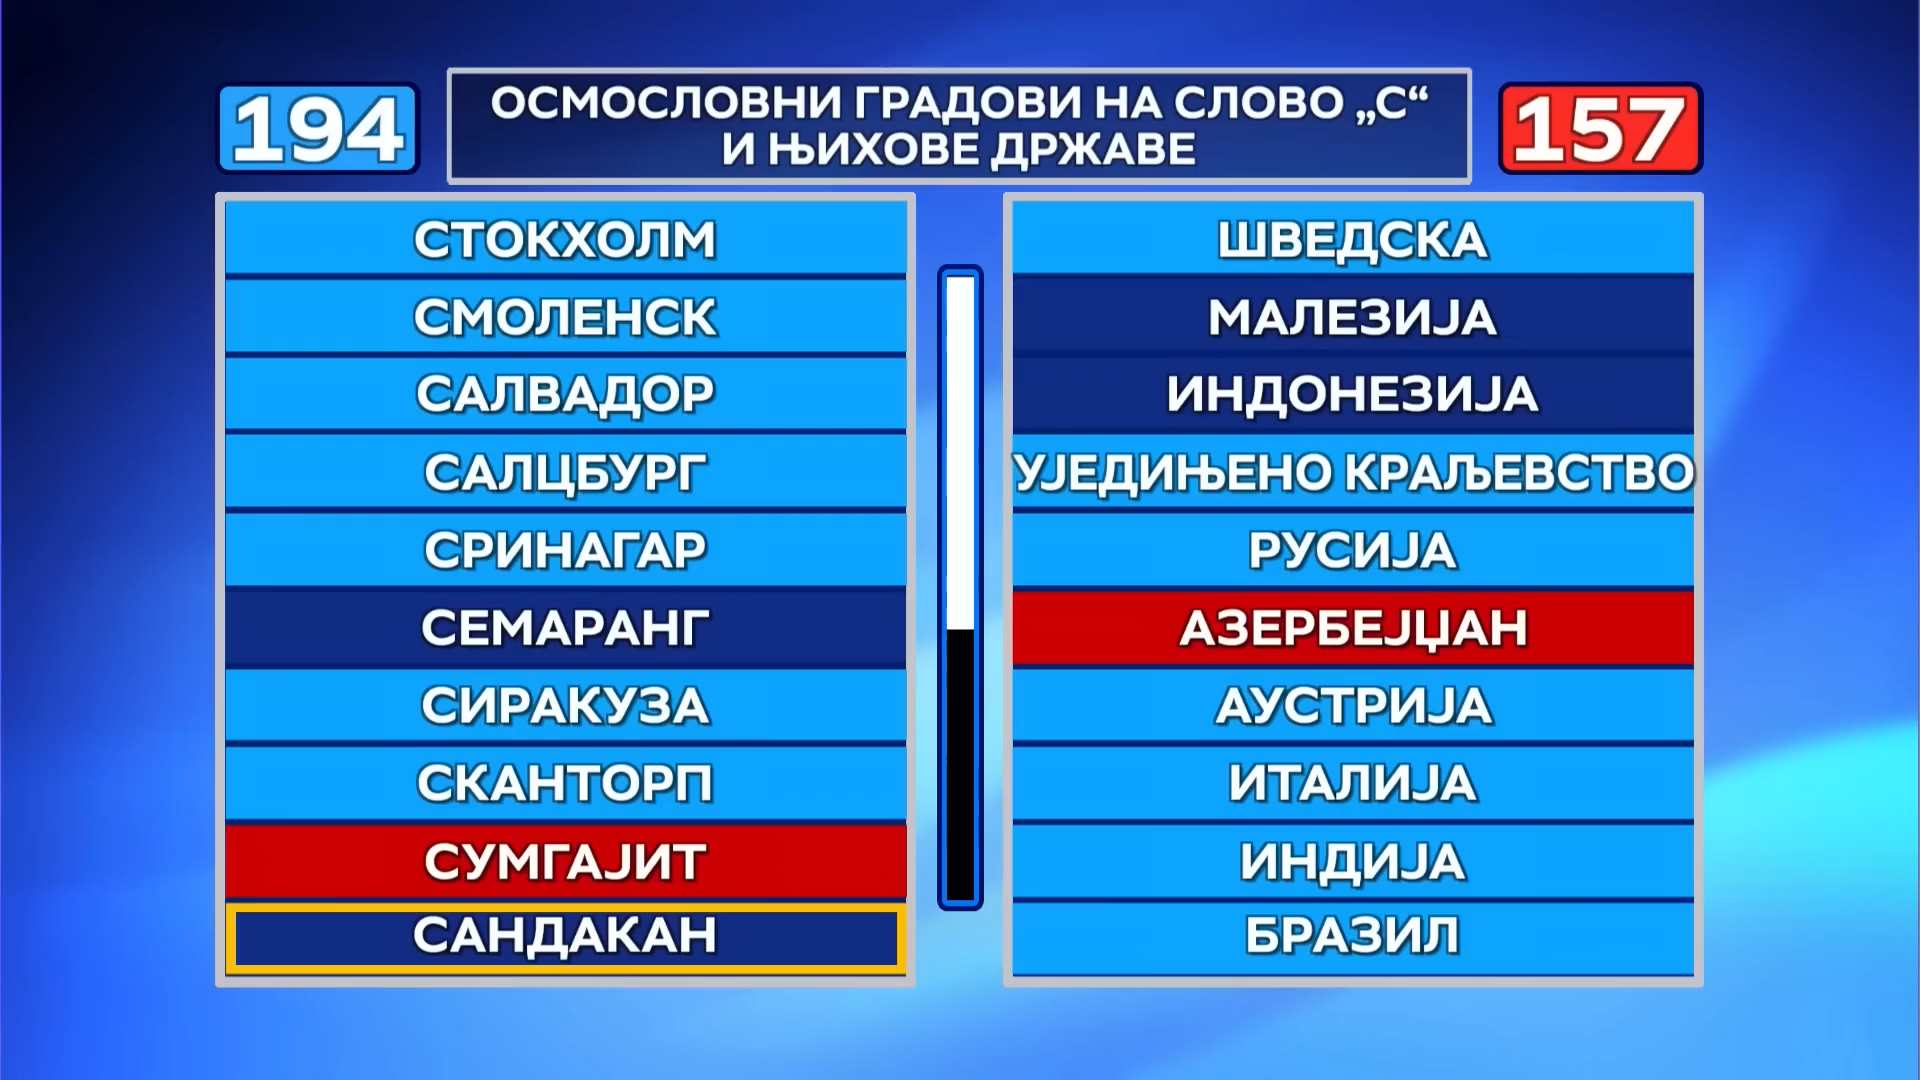 194
ОСМОСЛОВНИ ГРАДОВИ НА СЛОВО „С“
И ЊИХОВЕ ДРЖАВЕ
157
СТОКХОЛМ
СМОЛЕНСК
САЛВАДОР
САЛЦБУРГ
СРИНАГАР
СЕМАРАНГ
СИРАКУЗА
СКАНТОРП
СУМГАЈИТ
САНДАКАН
ШВЕДСКА
МАЛЕЗИЈА
ИНДОНЕЗИЈА
УЈЕДИЊЕНО КРАЉЕВСТВО
РУСИЈА
АЗЕРБЕЈЏАН
АУСТРИЈА
ИТАЛИЈА
ИНДИЈА
БРАЗИЛ